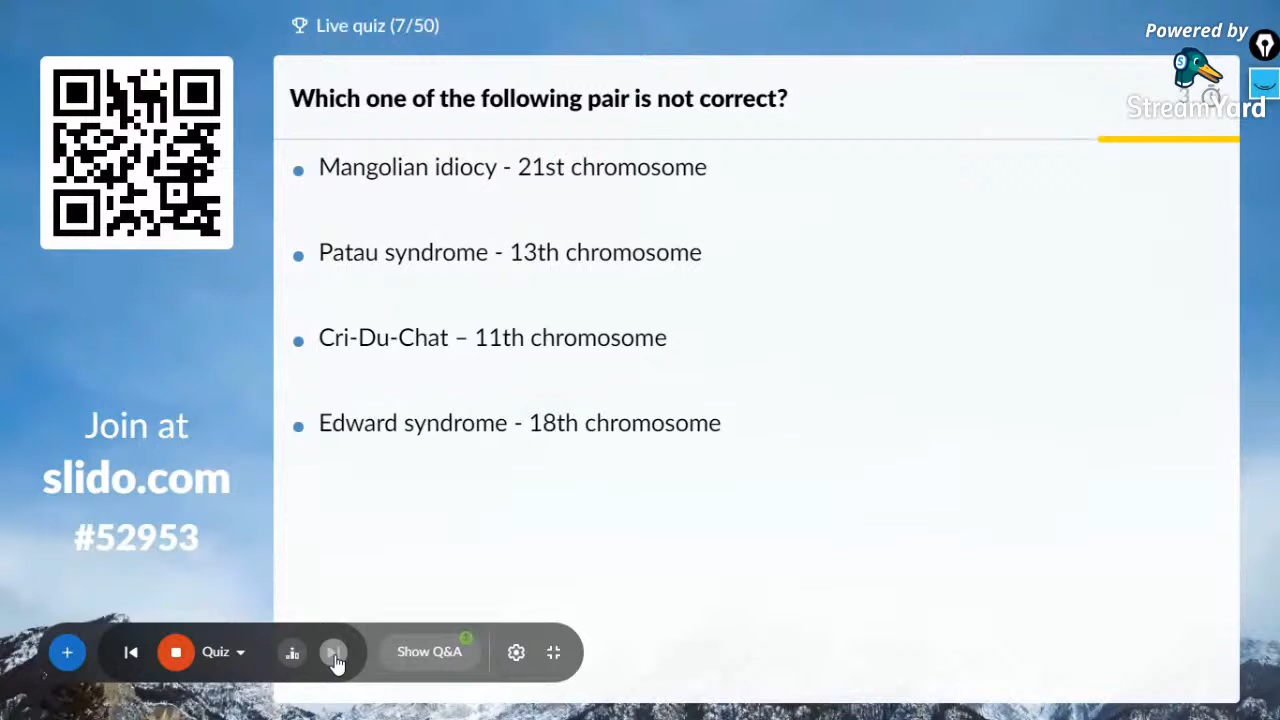 Live quiz (7/50)
Powered by
StreamYard
Which one of the following pair is not correct?
Mangolian idiocy - 21st chromosome
Patau syndrome - 13th chromosome
Cri-Du-Chat – 11th chromosome
Edward syndrome - 18th chromosome
Join at
slido.com
#52953
Quiz
Show Q&A